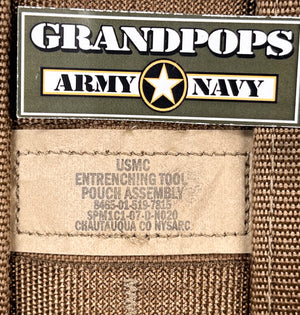 GRANDPOPS
ARMY NAVY
USMC
ENTRENCHING TOOL
POUCH ASSEMBLY
8465-01-519-7815
SPM1C1-07-D-N020
CHAUTAUQUA CO NYSARC